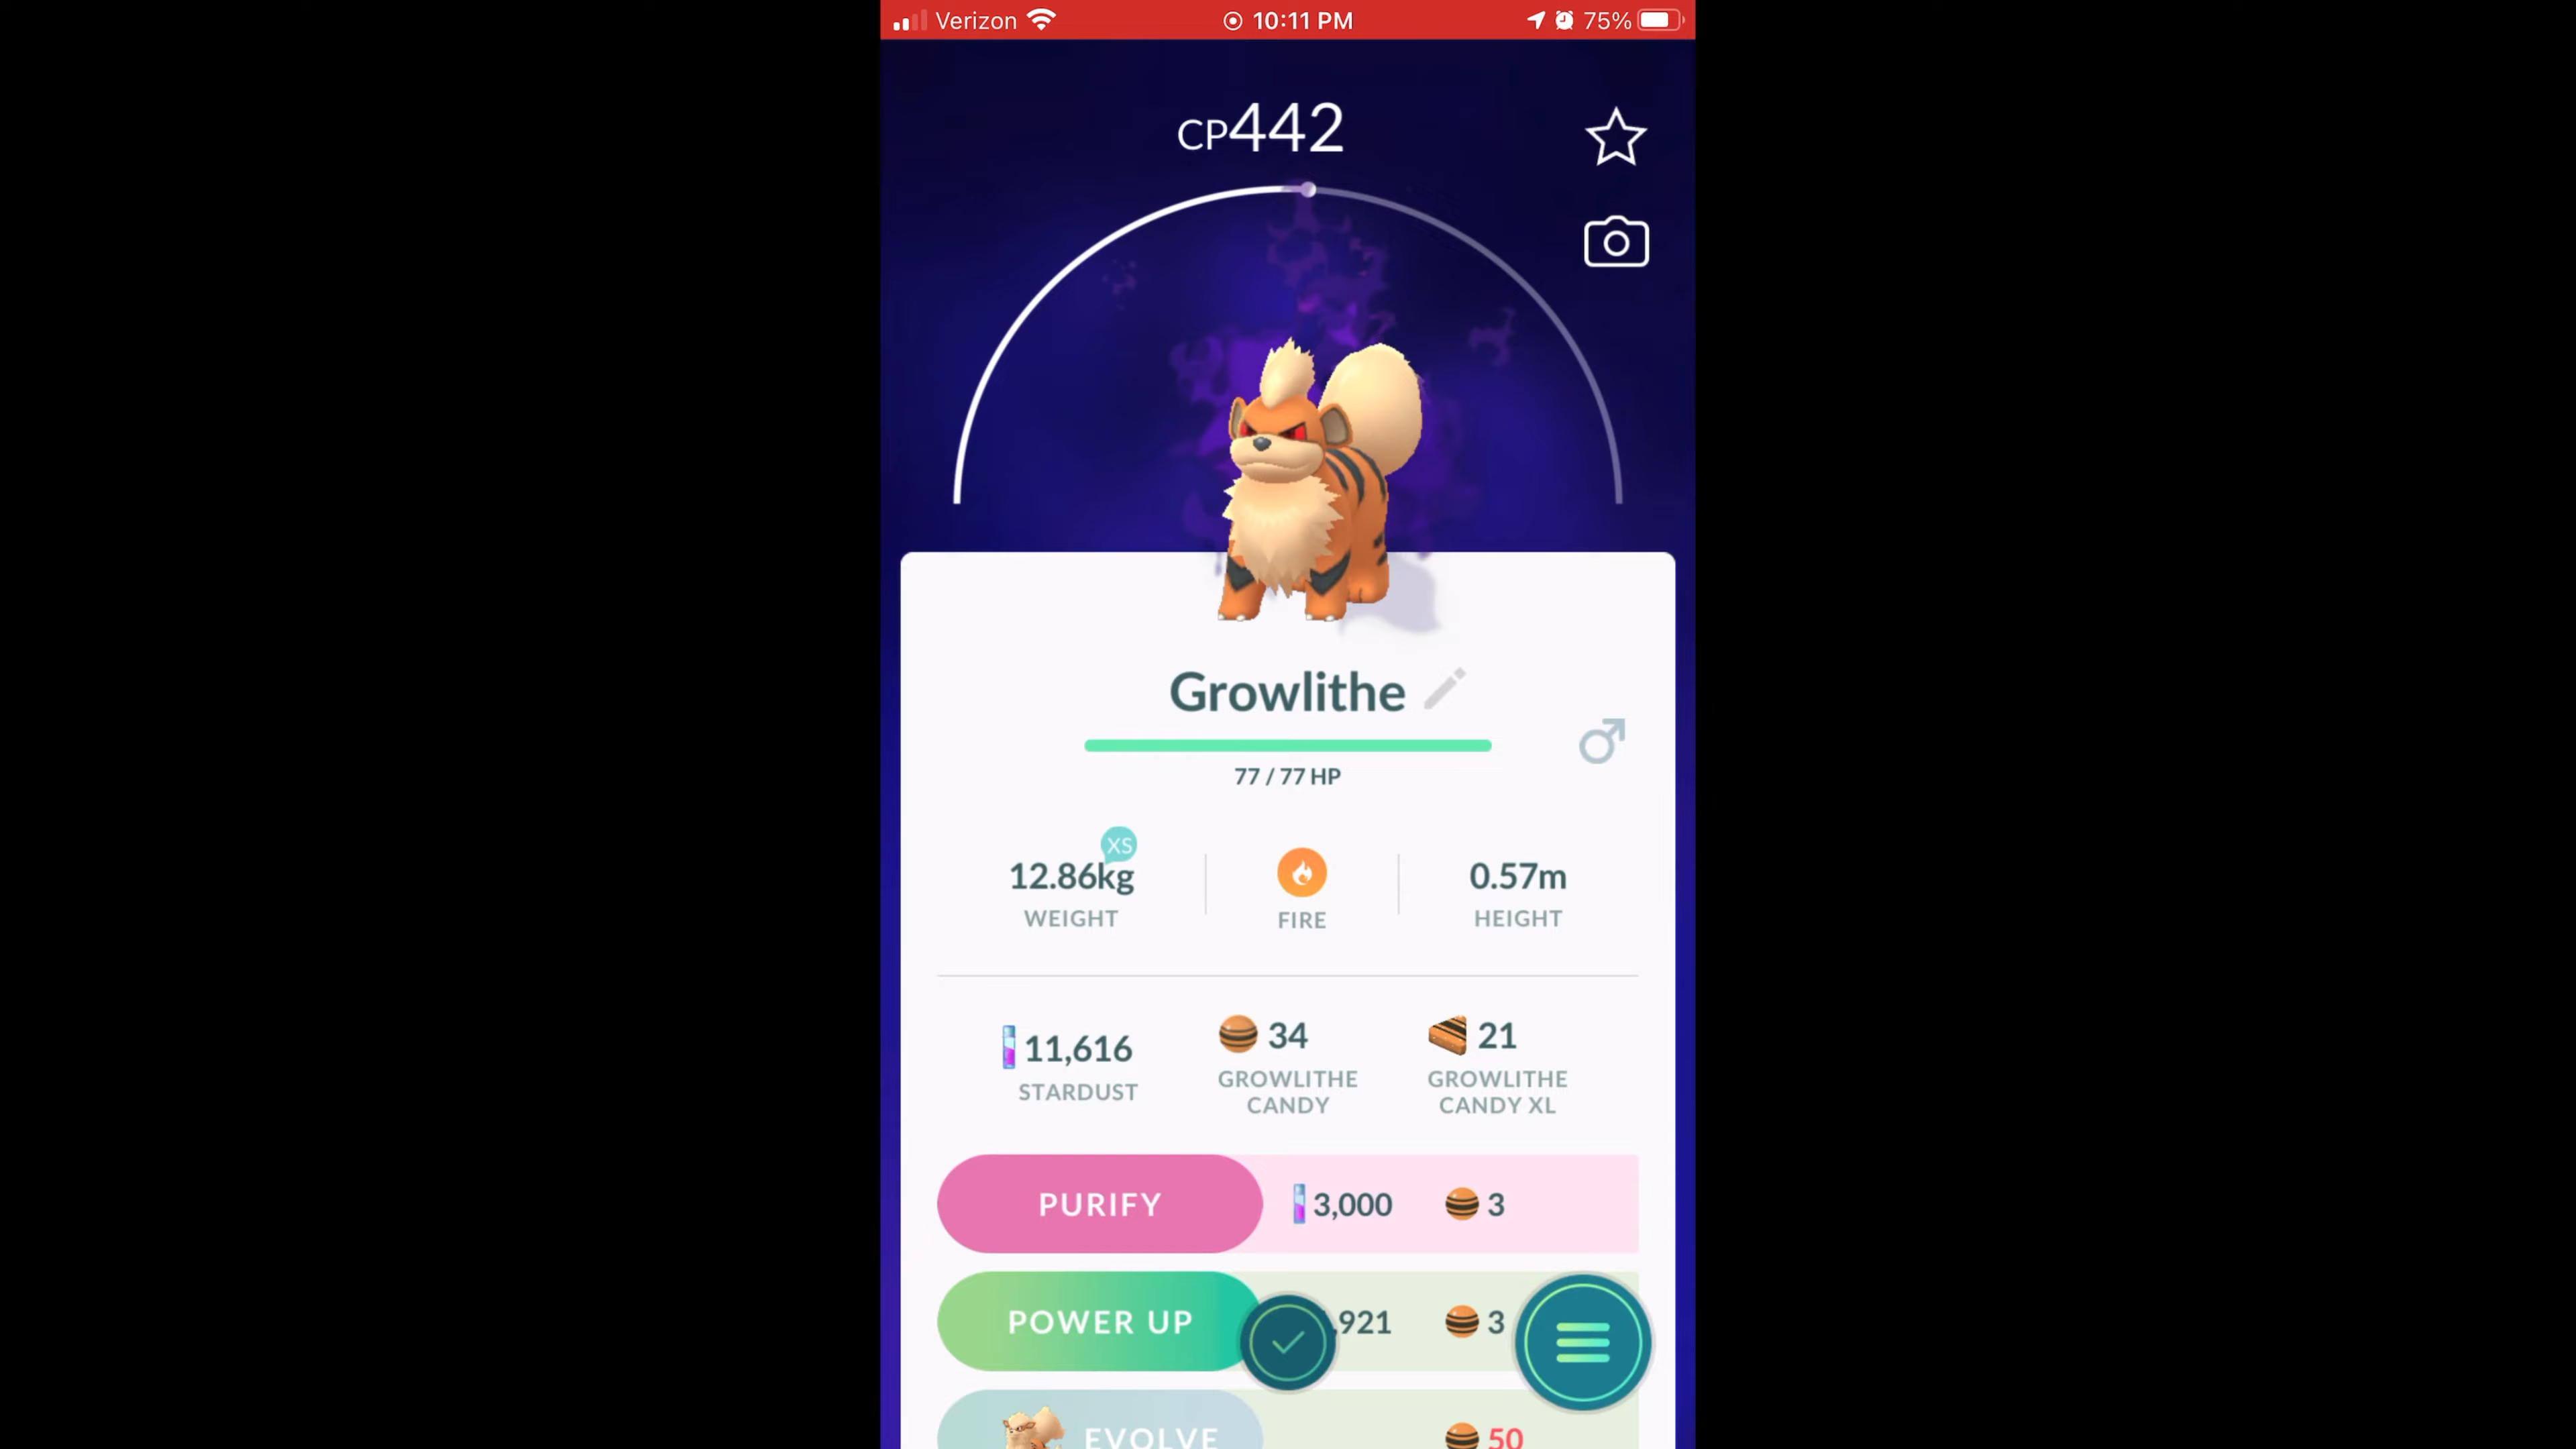 Verizon 10:11 PM 75%
CP442
Growlithe
77 / 77 HP
XS
12.86kg
WEIGHT
FIRE
0.57m
HEIGHT
11,616
STARDUST
34
GROWLITHE
CANDY
21
GROWLITHE
CANDY XL
PURIFY 3,000 3
POWER UP ,921 3
EVOLVE 50